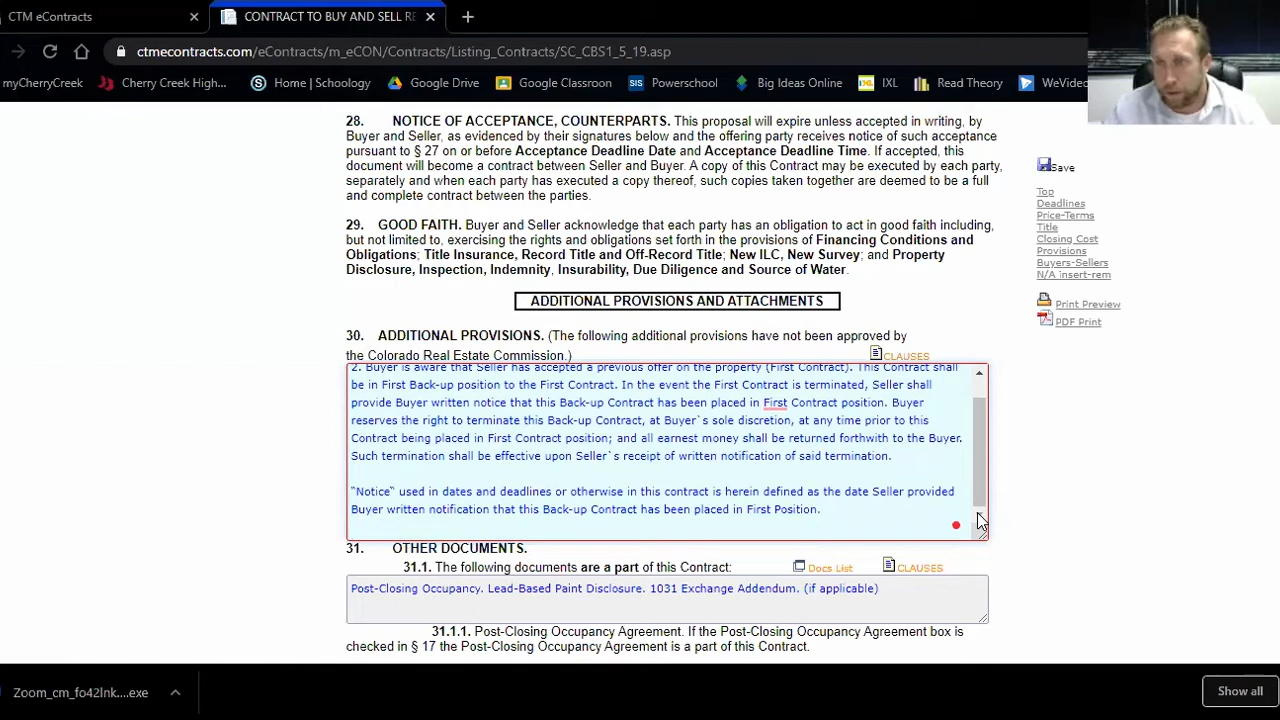 CTM eContracts
CONTRACT TO BUY AND SELL RE
ctmecontracts.com/eContracts/m_eCON/Contracts/Listing_Contracts/SC_CBS1_5_19.asp
myCherryCreek
Cherry Creek High...
Home | Schoology
Google Drive
Google Classroom
SIS
Powerschool
Big Ideas Online
IXL
Read Theory
WeVideo
28. NOTICE OF ACCEPTANCE, COUNTERPARTS. This proposal will expire unless accepted in writing, by
Buyer and Seller, as evidenced by their signatures below and the offering party receives notice of such acceptance
pursuant to § 27 on or before Acceptance Deadline Date and Acceptance Deadline Time. If accepted, this
document will become a contract between Seller and Buyer. A copy of this Contract may be executed by each party,
separately and when each party has executed a copy thereof, such copies taken together are deemed to be a full
and complete contract between the parties.
29. GOOD FAITH. Buyer and Seller acknowledge that each party has an obligation to act in good faith including,
but not limited to, exercising the rights and obligations set forth in the provisions of Financing Conditions and
Obligations; Title Insurance, Record Title and Off-Record Title; New ILC, New Survey; and Property
Disclosure, Inspection, Indemnity, Insurability, Due Diligence and Source of Water.
ADDITIONAL PROVISIONS AND ATTACHMENTS
30. ADDITIONAL PROVISIONS. (The following additional provisions have not been approved by
the Colorado Real Estate Commission.)
CLAUSES
2. Buyer is aware that Seller has accepted a previous offer on the property (First Contract). This Contract shall
be in First Back-up position to the First Contract. In the event the First Contract is terminated, Seller shall
provide Buyer written notice that this Back-up Contract has been placed in First Contract position. Buyer
reserves the right to terminate this Back-up Contract, at Buyer`s sole discretion, at any time prior to this
Contract being placed in First Contract position; and all earnest money shall be returned forthwith to the Buyer.
Such termination shall be effective upon Seller`s receipt of written notification of said termination.
"Notice" used in dates and deadlines or otherwise in this contract is herein defined as the date Seller provided
Buyer written notification that this Back-up Contract has been placed in First Position.
31. OTHER DOCUMENTS.
31.1. The following documents are a part of this Contract:
Docs List
CLAUSES
Post-Closing Occupancy. Lead-Based Paint Disclosure. 1031 Exchange Addendum. (if applicable)
31.1.1. Post-Closing Occupancy Agreement. If the Post-Closing Occupancy Agreement box is
checked in § 17 the Post-Closing Occupancy Agreement is a part of this Contract.
Save
Top
Deadlines
Price-Terms
Title
Closing Cost
Provisions
Buyers-Sellers
N/A insert-rem
Print Preview
PDF Print
Zoom_cm_fo42lnk....exe
Show all